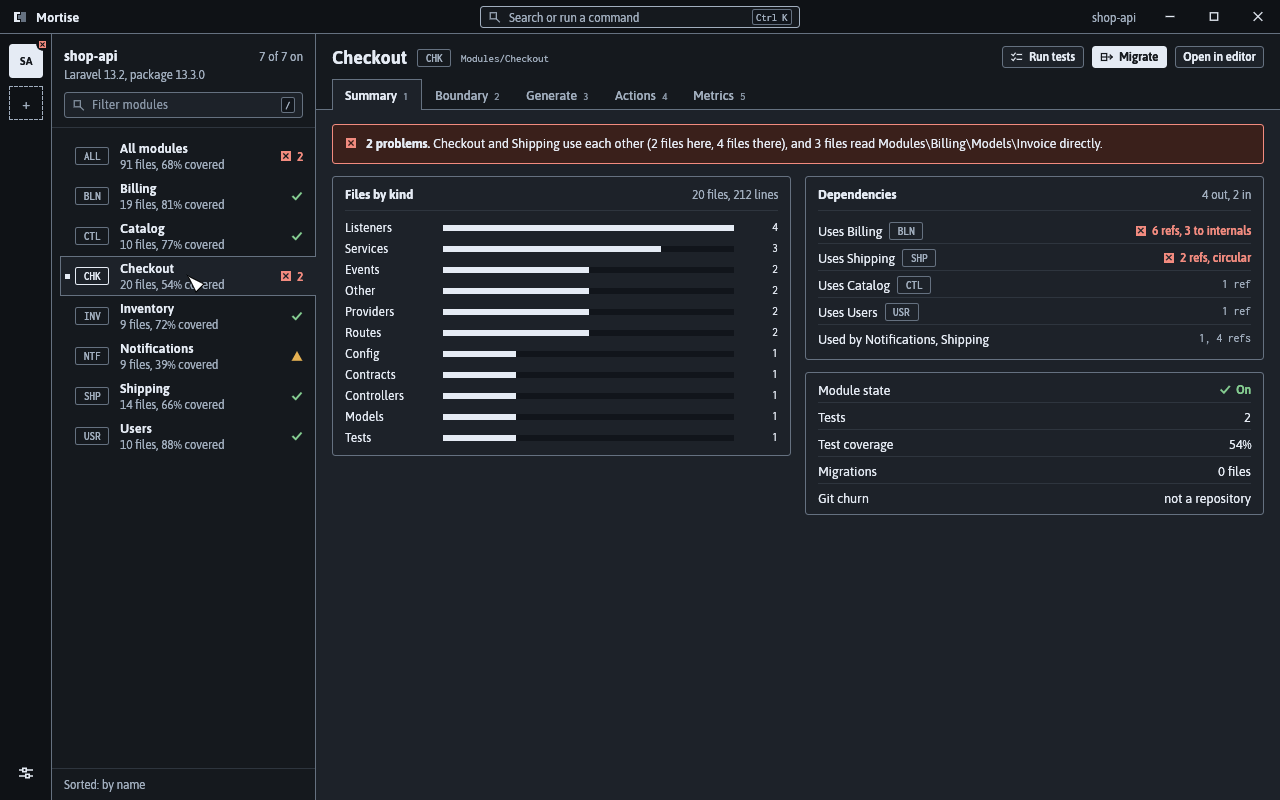 Mortise
Search or run a command
Ctrl K
shop-api
SA
+
shop-api
7 of 7 on
Laravel 13.2, package 13.3.0
Filter modules
/
ALL
All modules
91 files, 68% covered
2
BLN
Billing
19 files, 81% covered
CTL
Catalog
10 files, 77% covered
CHK
Checkout
20 files, 54% covered
2
INV
Inventory
9 files, 72% covered
NTF
Notifications
9 files, 39% covered
SHP
Shipping
14 files, 66% covered
USR
Users
10 files, 88% covered
Sorted: by name
Checkout
CHK
Modules/Checkout
Run tests
Migrate
Open in editor
Summary 1
Boundary 2
Generate 3
Actions 4
Metrics 5
2 problems. Checkout and Shipping use each other (2 files here, 4 files there), and 3 files read Modules\Billing\Models\Invoice directly.
Files by kind
20 files, 212 lines
Listeners 4
Services 3
Events 2
Other 2
Providers 2
Routes 2
Config 1
Contracts 1
Controllers 1
Models 1
Tests 1
Dependencies
4 out, 2 in
Uses Billing BLN
6 refs, 3 to internals
Uses Shipping SHP
2 refs, circular
Uses Catalog CTL
1 ref
Uses Users USR
1 ref
Used by Notifications, Shipping
1, 4 refs
Module state
On
Tests
2
Test coverage
54%
Migrations
0 files
Git churn
not a repository